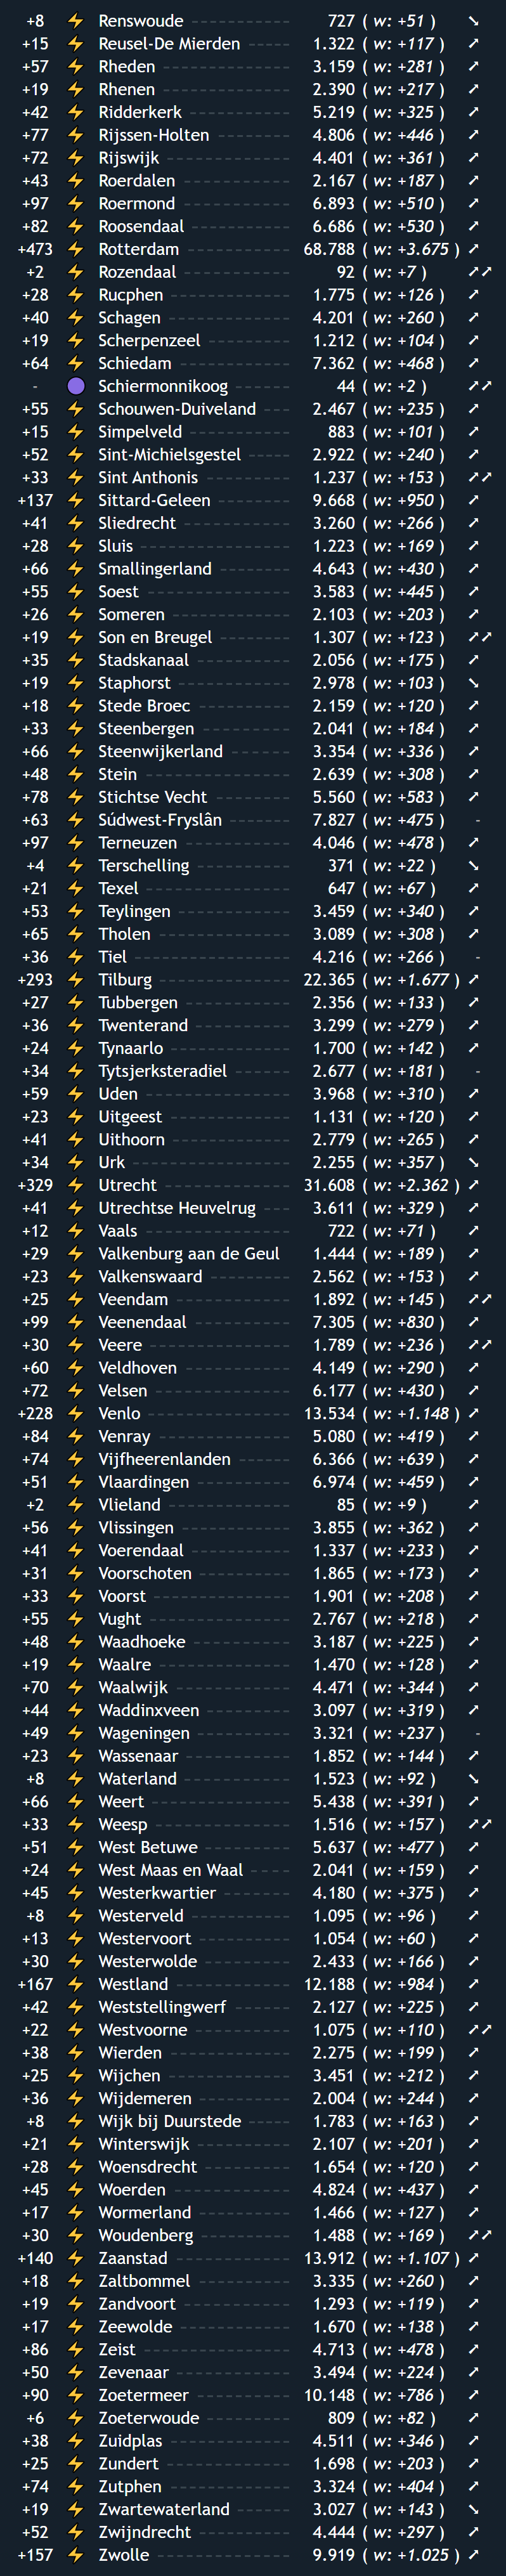 +8 ⚡ Renswoude 727 ( w: +51 ) ➘
+15 ⚡ Reusel-De Mierden 1.322 ( w: +117 ) ➚
+57 ⚡ Rheden 3.159 ( w: +281 ) ➚
+19 ⚡ Rhenen 2.390 ( w: +217 ) ➚
+42 ⚡ Ridderkerk 5.219 ( w: +325 ) ➚
+77 ⚡ Rijssen-Holten 4.806 ( w: +446 ) ➚
+72 ⚡ Rijswijk 4.401 ( w: +361 ) ➚
+43 ⚡ Roerdalen 2.167 ( w: +187 ) ➚
+97 ⚡ Roermond 6.893 ( w: +510 ) ➚
+82 ⚡ Roosendaal 6.686 ( w: +530 ) ➚
+473 ⚡ Rotterdam 68.788 ( w: +3.675 ) ➚
+2 ⚡ Rozendaal 92 ( w: +7 ) ➚➚
+28 ⚡ Rucphen 1.775 ( w: +126 ) ➚
+40 ⚡ Schagen 4.201 ( w: +260 ) ➚
+19 ⚡ Scherpenzeel 1.212 ( w: +104 ) ➚
+64 ⚡ Schiedam 7.362 ( w: +468 ) ➚
- Schiermonnikoog 44 ( w: +2 ) ➚➚
+55 ⚡ Schouwen-Duiveland 2.467 ( w: +235 ) ➚
+15 ⚡ Simpelveld 883 ( w: +101 ) ➚
+52 ⚡ Sint-Michielsgestel 2.922 ( w: +240 ) ➚
+33 ⚡ Sint Anthonis 1.237 ( w: +153 ) ➚➚
+137 ⚡ Sittard-Geleen 9.668 ( w: +950 ) ➚
+41 ⚡ Sliedrecht 3.260 ( w: +266 ) ➚
+28 ⚡ Sluis 1.223 ( w: +169 ) ➚
+66 ⚡ Smallingerland 4.643 ( w: +430 ) ➚
+55 ⚡ Soest 3.583 ( w: +445 ) ➚
+26 ⚡ Someren 2.103 ( w: +203 ) ➚
+19 ⚡ Son en Breugel 1.307 ( w: +123 ) ➚➚
+35 ⚡ Stadskanaal 2.056 ( w: +175 ) ➚
+19 ⚡ Staphorst 2.978 ( w: +103 ) ➘
+18 ⚡ Stede Broec 2.159 ( w: +120 ) ➚
+33 ⚡ Steenbergen 2.041 ( w: +184 ) ➚
+66 ⚡ Steenwijkerland 3.354 ( w: +336 ) ➚
+48 ⚡ Stein 2.639 ( w: +308 ) ➚
+78 ⚡ Stichtse Vecht 5.560 ( w: +583 ) ➚
+63 ⚡ Súdwest-Fryslân 7.827 ( w: +475 ) -
+97 ⚡ Terneuzen 4.046 ( w: +478 ) ➚
+4 ⚡ Terschelling 371 ( w: +22 ) ➘
+21 ⚡ Texel 647 ( w: +67 ) ➚
+53 ⚡ Teylingen 3.459 ( w: +340 ) ➚
+65 ⚡ Tholen 3.089 ( w: +308 ) ➚
+36 ⚡ Tiel 4.216 ( w: +266 ) -
+293 ⚡ Tilburg 22.365 ( w: +1.677 ) ➚
+27 ⚡ Tubbergen 2.356 ( w: +133 ) ➚
+36 ⚡ Twenterand 3.299 ( w: +279 ) ➚
+24 ⚡ Tynaarlo 1.700 ( w: +142 ) ➚
+34 ⚡ Tytsjerksteradiel 2.677 ( w: +181 ) -
+59 ⚡ Uden 3.968 ( w: +310 ) ➚
+23 ⚡ Uitgeest 1.131 ( w: +120 ) ➚
+41 ⚡ Uithoorn 2.779 ( w: +265 ) ➚
+34 ⚡ Urk 2.255 ( w: +357 ) ➘
+329 ⚡ Utrecht 31.608 ( w: +2.362 ) ➚
+41 ⚡ Utrechtse Heuvelrug 3.611 ( w: +329 ) ➚
+12 ⚡ Vaals 722 ( w: +71 ) ➚
+29 ⚡ Valkenburg aan de Geul 1.444 ( w: +189 ) ➚
+23 ⚡ Valkenswaard 2.562 ( w: +153 ) ➚
+25 ⚡ Veendam 1.892 ( w: +145 ) ➚➚
+99 ⚡ Veenendaal 7.305 ( w: +830 ) ➚
+30 ⚡ Veere 1.789 ( w: +236 ) ➚➚
+60 ⚡ Veldhoven 4.149 ( w: +290 ) ➚
+72 ⚡ Velsen 6.177 ( w: +430 ) ➚
+228 ⚡ Venlo 13.534 ( w: +1.148 ) ➚
+84 ⚡ Venray 5.080 ( w: +419 ) ➚
+74 ⚡ Vijfheerenlanden 6.366 ( w: +639 ) ➚
+51 ⚡ Vlaardingen 6.974 ( w: +459 ) ➚
+2 ⚡ Vlieland 85 ( w: +9 ) ➚
+56 ⚡ Vlissingen 3.855 ( w: +362 ) ➚
+41 ⚡ Voerendaal 1.337 ( w: +233 ) ➚
+31 ⚡ Voorschoten 1.865 ( w: +173 ) ➚
+33 ⚡ Voorst 1.901 ( w: +208 ) ➚
+55 ⚡ Vught 2.767 ( w: +218 ) ➚
+48 ⚡ Waadhoeke 3.187 ( w: +225 ) ➚
+19 ⚡ Waalre 1.470 ( w: +128 ) ➚
+70 ⚡ Waalwijk 4.471 ( w: +344 ) ➚
+44 ⚡ Waddinxveen 3.097 ( w: +319 ) ➚
+49 ⚡ Wageningen 3.321 ( w: +237 ) -
+23 ⚡ Wassenaar 1.852 ( w: +144 ) ➚
+8 ⚡ Waterland 1.523 ( w: +92 ) ➘
+66 ⚡ Weert 5.438 ( w: +391 ) ➚
+33 ⚡ Weesp 1.516 ( w: +157 ) ➚➚
+51 ⚡ West Betuwe 5.637 ( w: +477 ) ➚
+24 ⚡ West Maas en Waal 2.041 ( w: +159 ) ➚
+45 ⚡ Westerkwartier 4.180 ( w: +375 ) ➚
+8 ⚡ Westerveld 1.095 ( w: +96 ) ➚
+13 ⚡ Westervoort 1.054 ( w: +60 ) ➚
+30 ⚡ Westerwolde 2.433 ( w: +166 ) ➚
+167 ⚡ Westland 12.188 ( w: +984 ) ➚
+42 ⚡ Weststellingwerf 2.127 ( w: +225 ) ➚
+22 ⚡ Westvoorne 1.075 ( w: +110 ) ➚➚
+38 ⚡ Wierden 2.275 ( w: +199 ) ➚
+25 ⚡ Wijchen 3.451 ( w: +212 ) ➚
+36 ⚡ Wijdemeren 2.004 ( w: +244 ) ➚
+8 ⚡ Wijk bij Duurstede 1.783 ( w: +163 ) ➚
+21 ⚡ Winterswijk 2.107 ( w: +201 ) ➚
+28 ⚡ Woensdrecht 1.654 ( w: +120 ) ➚
+45 ⚡ Woerden 4.824 ( w: +437 ) ➚
+17 ⚡ Wormerland 1.466 ( w: +127 ) ➚
+30 ⚡ Woudenberg 1.488 ( w: +169 ) ➚➚
+140 ⚡ Zaanstad 13.912 ( w: +1.107 ) ➚
+18 ⚡ Zaltbommel 3.335 ( w: +260 ) ➚
+19 ⚡ Zandvoort 1.293 ( w: +119 ) ➚
+17 ⚡ Zeewolde 1.670 ( w: +138 ) ➚
+86 ⚡ Zeist 4.713 ( w: +478 ) ➚
+50 ⚡ Zevenaar 3.494 ( w: +224 ) ➚
+90 ⚡ Zoetermeer 10.148 ( w: +786 ) ➚
+6 ⚡ Zoeterwoude 809 ( w: +82 ) ➚
+38 ⚡ Zuidplas 4.511 ( w: +346 ) ➚
+25 ⚡ Zundert 1.698 ( w: +203 ) ➚
+74 ⚡ Zutphen 3.324 ( w: +404 ) ➚
+19 ⚡ Zwartewaterland 3.027 ( w: +143 ) ➘
+52 ⚡ Zwijndrecht 4.444 ( w: +297 ) ➚
+157 ⚡ Zwolle 9.919 ( w: +1.025 ) ➚